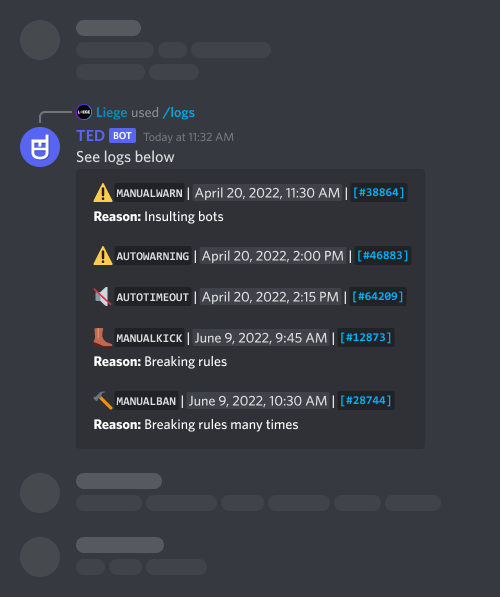 LIEGE Liege used /logs
TED BOT Today at 11:32 AM
See logs below
MANUALWARN | April 20, 2022, 11:30 AM | [#38864]
Reason: Insulting bots
AUTOWARNING | April 20, 2022, 2:00 PM | [#46883]
AUTOTIMEOUT | April 20, 2022, 2:15 PM | [#64209]
MANUALKICK | June 9, 2022, 9:45 AM | [#12873]
Reason: Breaking rules
MANUALBAN | June 9, 2022, 10:30 AM | [#28744]
Reason: Breaking rules many times